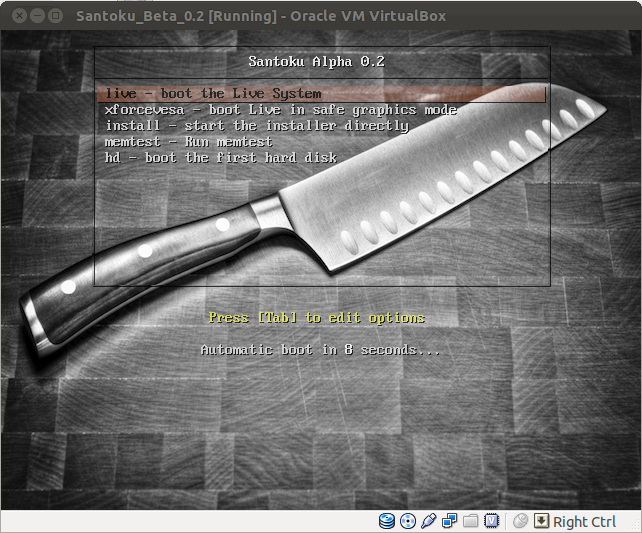 Santoku_Beta_0.2 [Running] - Oracle VM VirtualBox
Santoku Alpha 0.2
live - boot the Live System
xforcevesa - boot Live in safe graphics mode
install - start the installer directly
memtest - Run memtest
hd - boot the first hard disk
Press [Tab] to edit options
Automatic boot in 8 seconds...
Right Ctrl